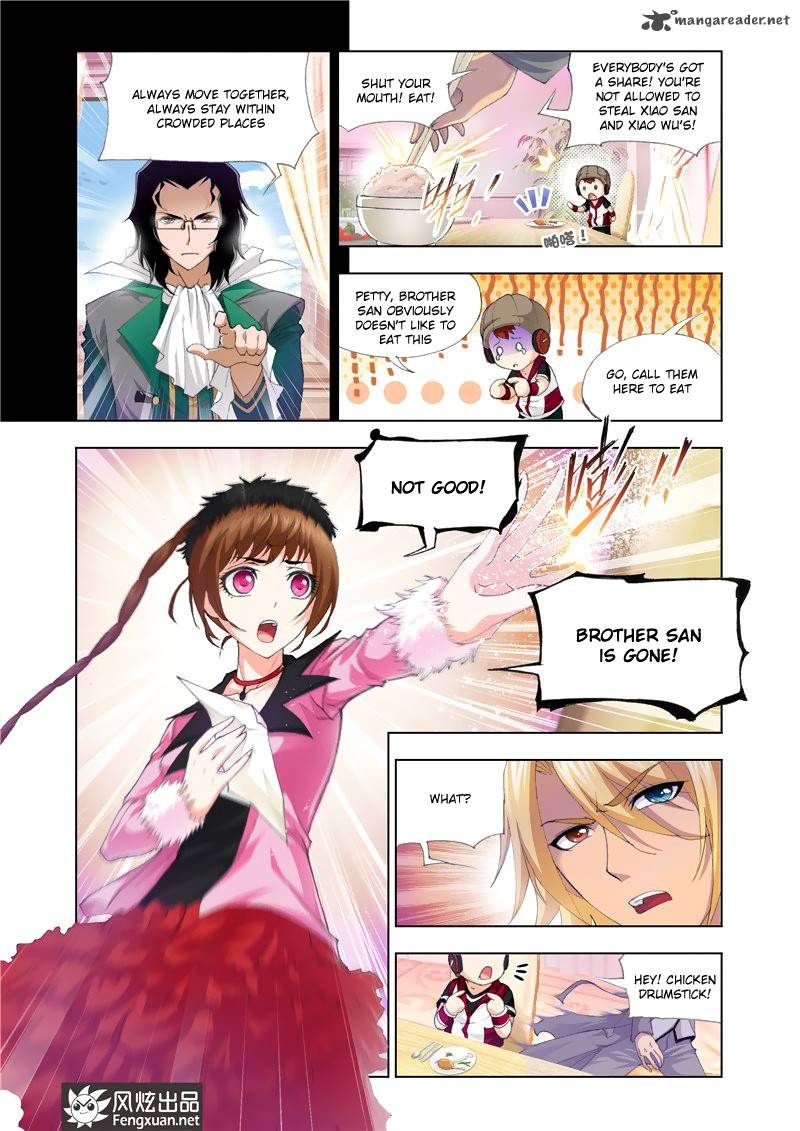 mangareader.net
ALWAYS MOVE TOGETHER,
ALWAYS STAY WITHIN
CROWDED PLACES
SHUT YOUR
MOUTH! EAT!
EVERYBODY'S GOT
A SHARE! YOU'RE
NOT ALLOWED TO
STEAL XIAO SAN
AND XIAO WU'S!
啪嗒!
PETTY, BROTHER
SAN OBVIOUSLY
DOESN'T LIKE TO
EAT THIS
GO, CALL THEM
HERE TO EAT
NOT GOOD!
BROTHER SAN
IS GONE!
WHAT?
HEY! CHICKEN
DRUMSTICK!
风炫出品
Fengxuan.net